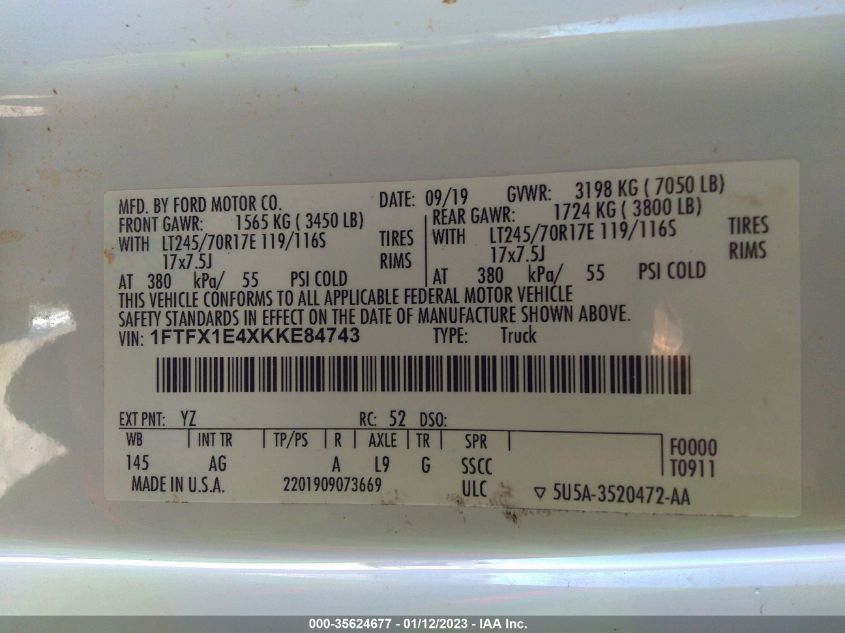 MFD. BY FORD MOTOR CO. DATE: 09/19 GVWR: 3198 KG ( 7050 LB)
FRONT GAWR: 1565 KG ( 3450 LB) REAR GAWR: 1724 KG ( 3800 LB)
WITH LT245/70R17E 119/116S TIRES WITH LT245/70R17E 119/116S TIRES
17x7.5J RIMS 17x7.5J RIMS
AT 380 kPa/ 55 PSI COLD AT 380 kPa/ 55 PSI COLD
THIS VEHICLE CONFORMS TO ALL APPLICABLE FEDERAL MOTOR VEHICLE
SAFETY STANDARDS IN EFFECT ON THE DATE OF MANUFACTURE SHOWN ABOVE.
VIN: 1FTFX1E4XKKE84743 TYPE: Truck
EXT PNT: YZ RC: 52 DSO:
WB INT TR TP/PS R AXLE TR SPR F0000
145 AG A L9 G SSCC T0911
MADE IN U.S.A. 2201909073669 ULC ▽ 5U5A-3520472-AA
000-35624677 - 01/12/2023 - IAA Inc.